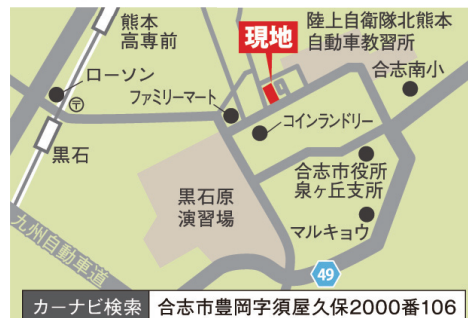 熊本
高専前
陸上自衛隊北熊本
自動車教習所
現地
合志南小
ローソン
ファミリーマート
〒
コインランドリー
黒石
合志市役所
泉ヶ丘支所
黒石原
演習場
マルキョウ
九州自動車道
49
カーナビ検索 合志市豊岡字須屋久保2000番106